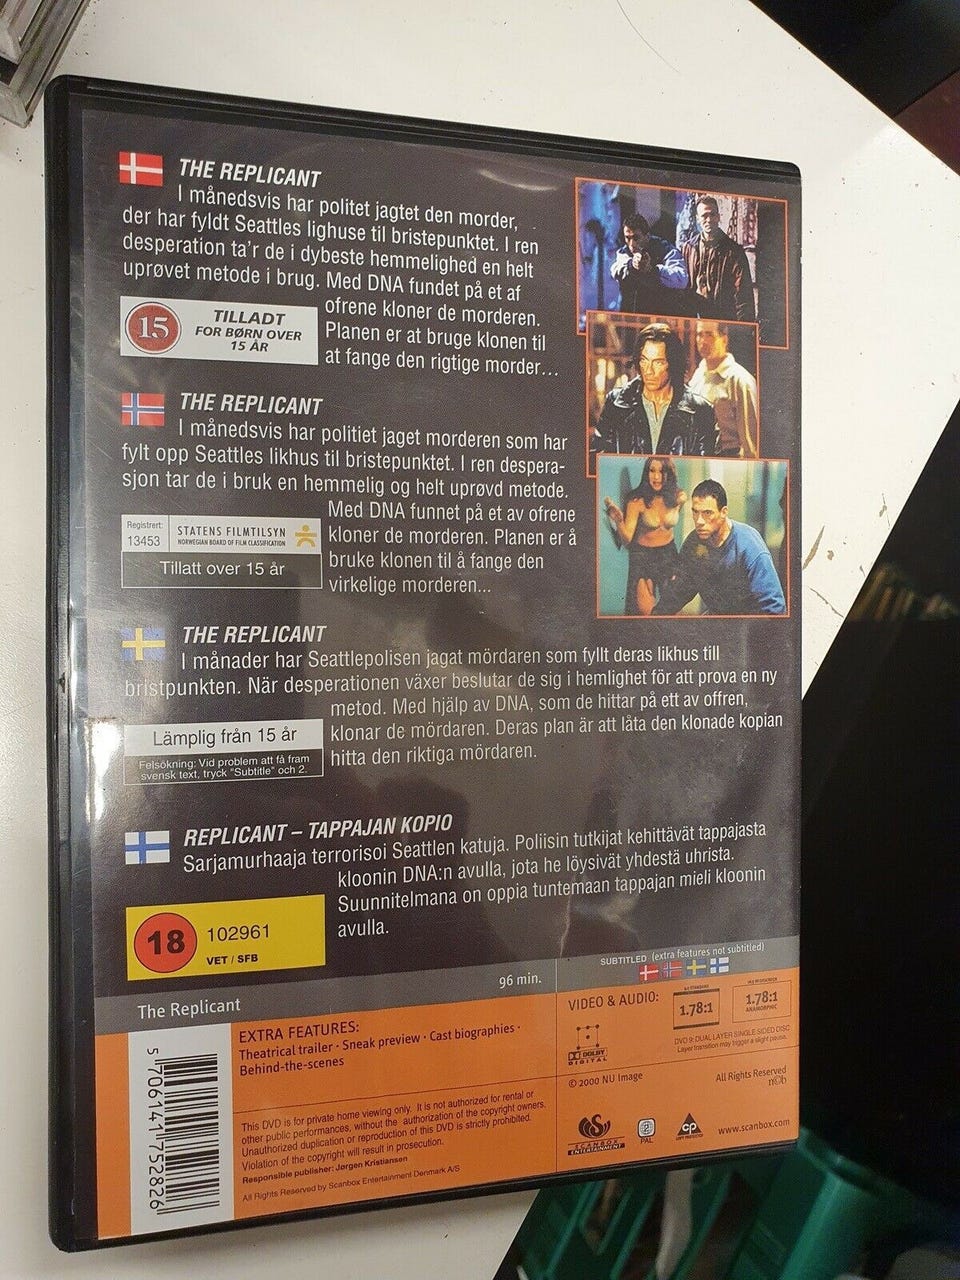 THE REPLICANT
I månedsvis har politet jagtet den morder,
der har fyldt Seattles lighuse til bristepunktet. I ren
desperation ta'r de i dybeste hemmelighed en helt
uprøvet metode i brug. Med DNA fundet på et af
ofrene kloner de morderen.
Planen er at bruge klonen til
at fange den rigtige morder...
15
TILLADT
FOR BØRN OVER
15 ÅR
THE REPLICANT
I månedsvis har politiet jaget morderen som har
fylt opp Seattles likhus til bristepunktet. I ren despera-
sjon tar de i bruk en hemmelig og helt uprøvd metode.
Med DNA funnet på et av ofrene
kloner de morderen. Planen er å
bruke klonen til å fange den
virkelige morderen...
Registrert:
13453
STATENS FILMTILSYN
NORWEGIAN BOARD OF FILM CLASSIFICATION
Tillatt over 15 år
THE REPLICANT
I månader har Seattlepolisen jagat mördaren som fyllt deras likhus till
bristpunkten. När desperationen växer beslutar de sig i hemlighet för att prova en ny
metod. Med hjälp av DNA, som de hittar på ett av offren,
klonar de mördaren. Deras plan är att låta den klonade kopian
hitta den riktiga mördaren.
Lämplig från 15 år
Felsökning: Vid problem att få fram
svensk text, tryck "Subtitle" och 2.
REPLICANT – TAPPAJAN KOPIO
Sarjamurhaaja terrorisoi Seattlen katuja. Poliisin tutkijat kehittävät tappajasta
kloonin DNA:n avulla, jota he löysivät yhdestä uhrista.
Suunnitelmana on oppia tuntemaan tappajan mieli kloonin
avulla.
18
102961
VET / SFB
The Replicant
96 min.
SUBTITLED (extra features not subtitled)
EXTRA FEATURES:
Theatrical trailer · Sneak preview · Cast biographies ·
Behind-the-scenes
VIDEO & AUDIO:
1.78:1
1.78:1
ANAMORPHIC
DOLBY
DIGITAL
DVD 9: DUAL LAYER SINGLE SIDED DISC
Layer transition may trigger a slight pause.
© 2000 NU Image
All Rights Reserved
ncb
This DVD is for private home viewing only. It is not authorized for rental or
other public performances, without the authorization of the copyright owners.
Unauthorized duplication or reproduction of this DVD is strictly prohibited.
Violation of the copyright will result in prosecution.
Responsible publisher: Jørgen Kristiansen
All Rights Reserved by Scanbox Entertainment Denmark A/S
SCANBOX
ENTERTAINMENT
2
PAL
CP
COPY PROTECTED
www.scanbox.com
5 706141 752826